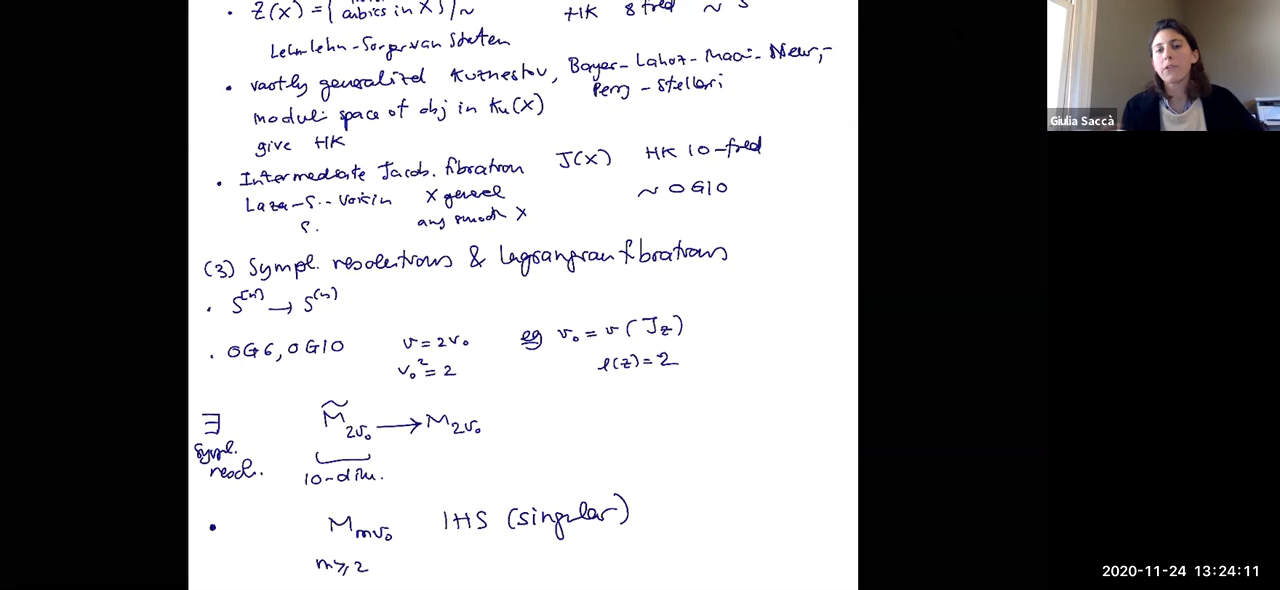 • Z(X) = { cubics in X } / ~ HK 8 fold ~ S
Lehn Lehn-Sorger van Straten
• vastly generalized Kuznetsov, Bayer-Lahoz-Macrì-Nuer,-
Perry-Stellari
moduli space of obj in Ku(X)
give HK
• Intermediate Jacob. fibration J(X) HK 10-fold
Laza-S.-Voisin X general ~ OG10
S. any smooth X
(3) Sympl. resolutions & Lagrangian fibrations
• S^[n] → S^(n)
• OG6, OG10 v = 2v₀ eg v₀ = v(I_Z)
v₀² = 2 ℓ(Z) = 2
∃ M̃_2v₀ → M_2v₀
sympl.
resol. 10-dim.
• M_mv₀ IHS (singular)
m ≥ 2
Giulia Saccà
2020-11-24 13:24:11